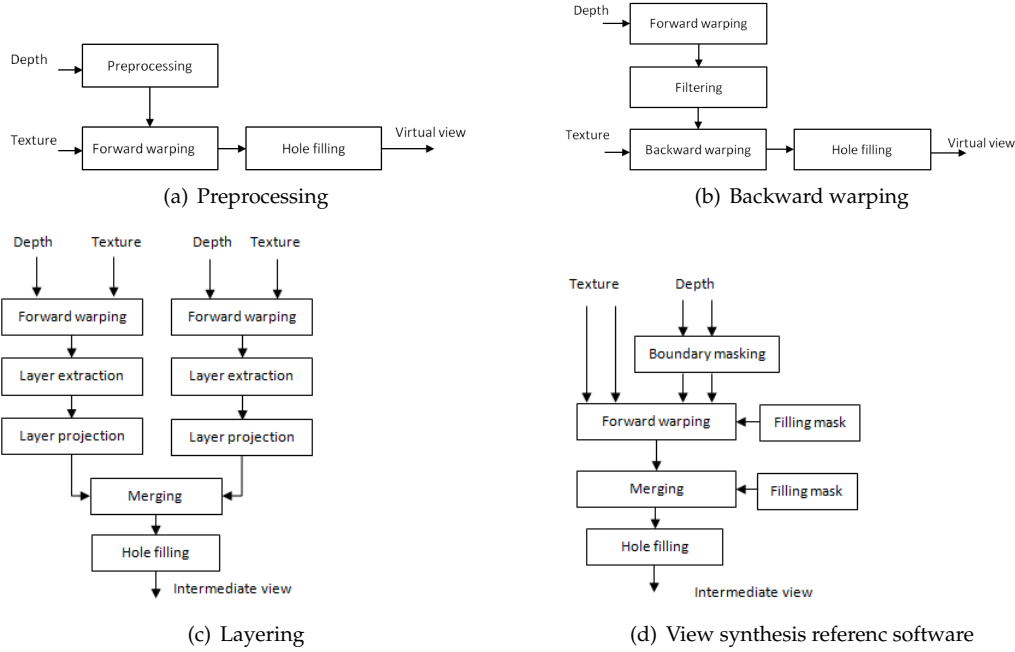 Depth
Preprocessing
Texture
Forward warping
Hole filling
Virtual view
(a) Preprocessing
Depth
Forward warping
Filtering
Texture
Backward warping
Hole filling
Virtual view
(b) Backward warping
Depth
Texture
Depth
Texture
Forward warping
Forward warping
Layer extraction
Layer extraction
Layer projection
Layer projection
Merging
Hole filling
Intermediate view
(c) Layering
Texture
Depth
Boundary masking
Forward warping
Filling mask
Merging
Filling mask
Hole filling
Intermediate view
(d) View synthesis referenc software